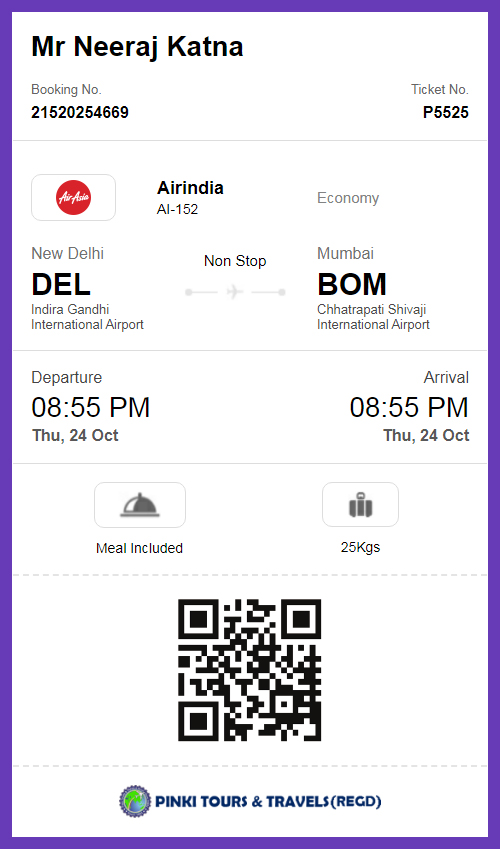 Mr Neeraj Katna
Booking No. Ticket No.
21520254669 P5525
AirAsia
Airindia
AI-152
Economy
New Delhi
DEL
Indira Gandhi
International Airport
Non Stop
Mumbai
BOM
Chhatrapati Shivaji
International Airport
Departure Arrival
08:55 PM 08:55 PM
Thu, 24 Oct Thu, 24 Oct
Meal Included 25Kgs
PINKI TOURS & TRAVELS(REGD)